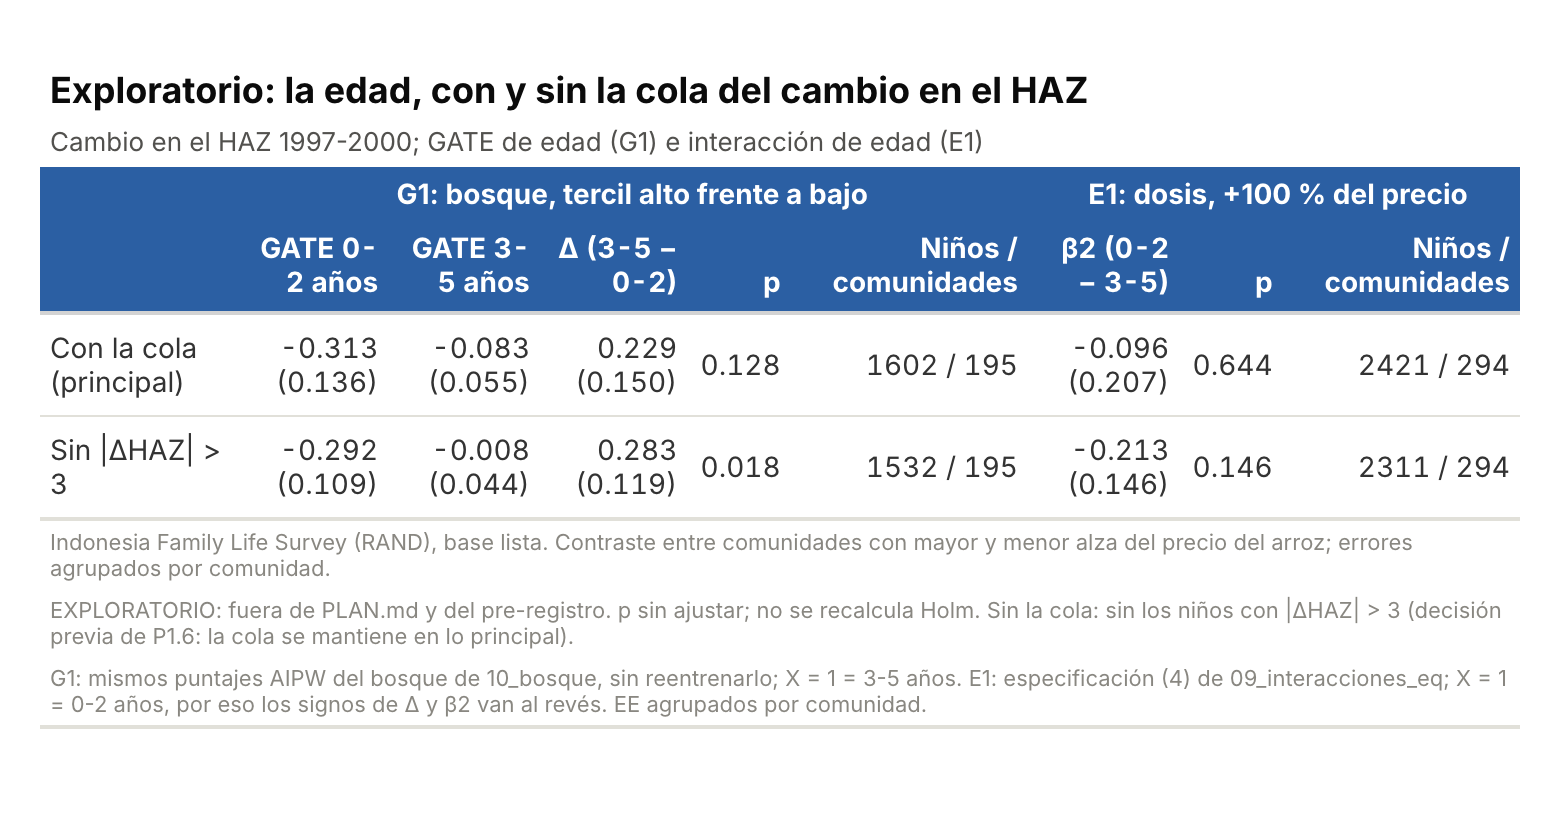 Exploratorio: la edad, con y sin la cola del cambio en el HAZ
Cambio en el HAZ 1997-2000; GATE de edad (G1) e interacción de edad (E1)
G1: bosque, tercil alto frente a bajo
E1: dosis, +100 % del precio
GATE 0-2 años
GATE 3-5 años
Δ (3-5 − 0-2)
p
Niños / comunidades
β2 (0-2 − 3-5)
p
Niños / comunidades
Con la cola (principal)
-0.313 (0.136)
-0.083 (0.055)
0.229 (0.150)
0.128
1602 / 195
-0.096 (0.207)
0.644
2421 / 294
Sin |ΔHAZ| > 3
-0.292 (0.109)
-0.008 (0.044)
0.283 (0.119)
0.018
1532 / 195
-0.213 (0.146)
0.146
2311 / 294
Indonesia Family Life Survey (RAND), base lista. Contraste entre comunidades con mayor y menor alza del precio del arroz; errores
agrupados por comunidad.
EXPLORATORIO: fuera de PLAN.md y del pre-registro. p sin ajustar; no se recalcula Holm. Sin la cola: sin los niños con |ΔHAZ| > 3 (decisión
previa de P1.6: la cola se mantiene en lo principal).
G1: mismos puntajes AIPW del bosque de 10_bosque, sin reentrenarlo; X = 1 = 3-5 años. E1: especificación (4) de 09_interacciones_eq; X = 1
= 0-2 años, por eso los signos de Δ y β2 van al revés. EE agrupados por comunidad.